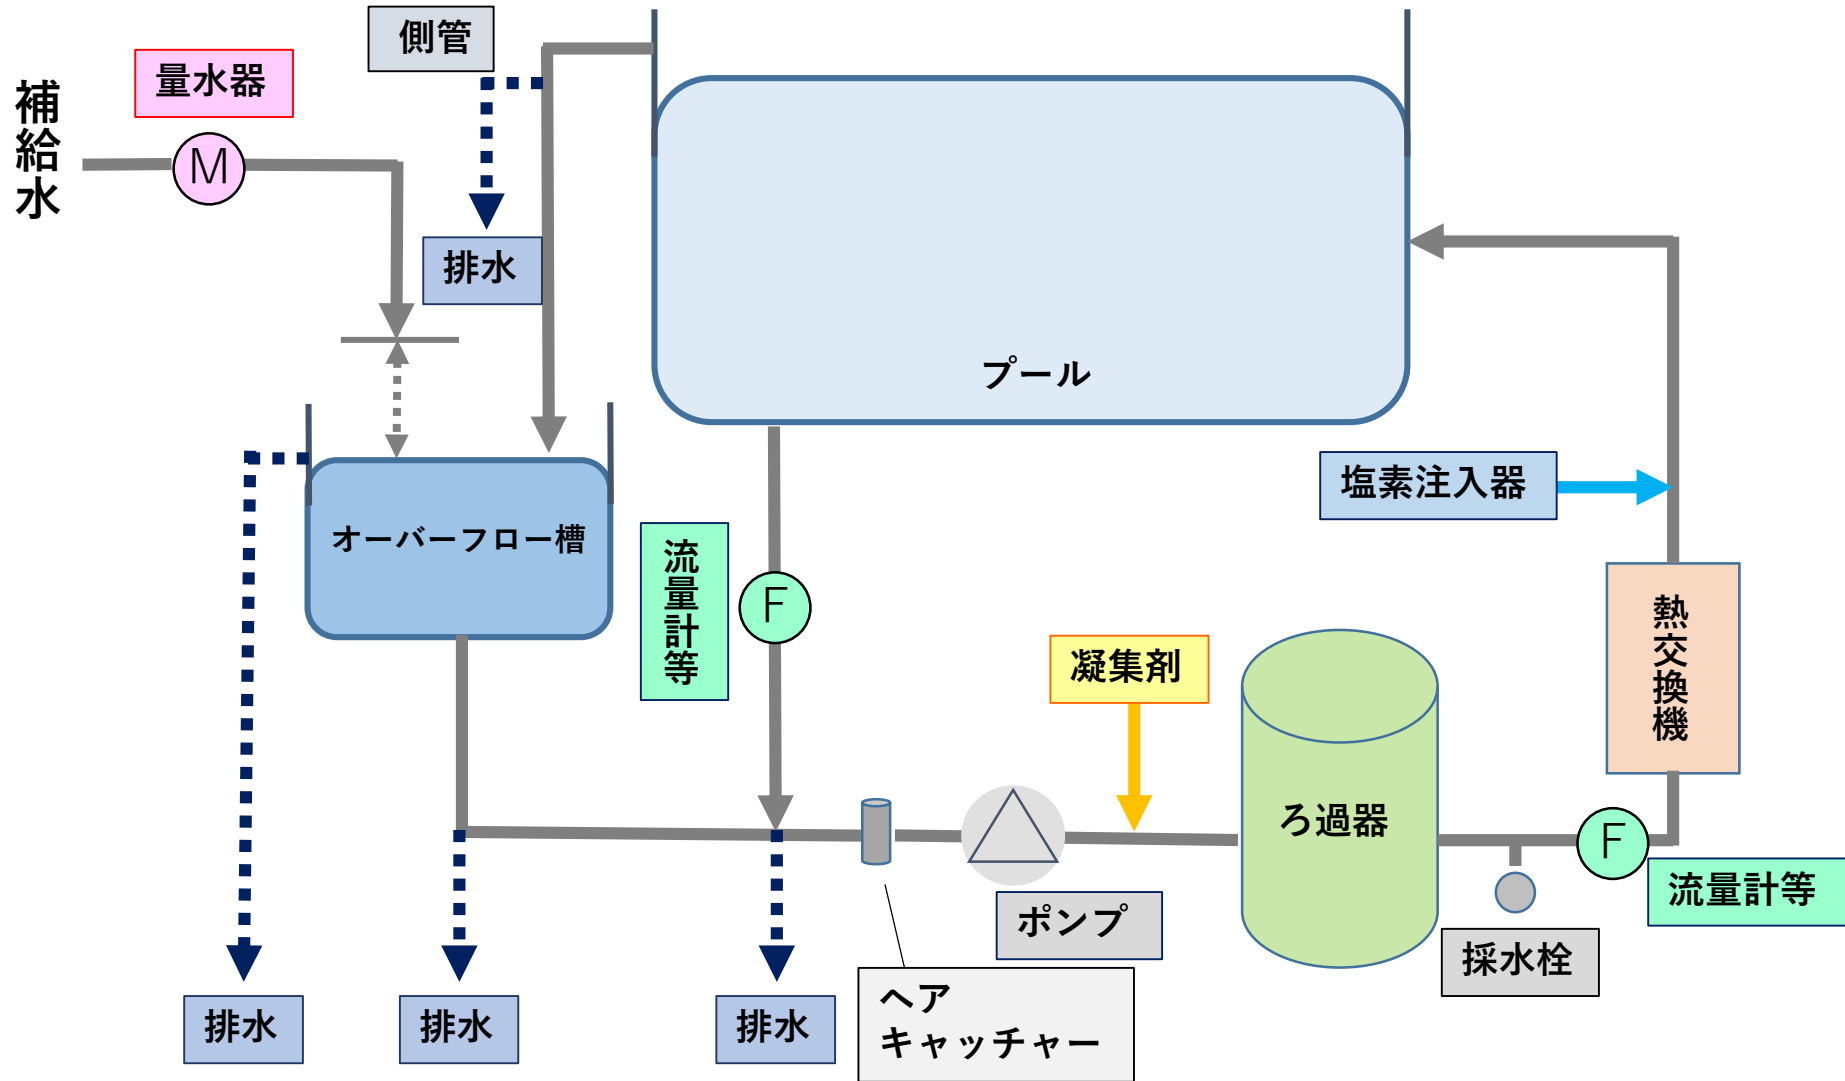 側管
量水器
補給水
M
排水
プール
オーバーフロー槽
塩素注入器
流量計等
F
凝集剤
熱交換機
ろ過器
F
流量計等
ポンプ
採水栓
ヘア
キャッチャー
排水
排水
排水